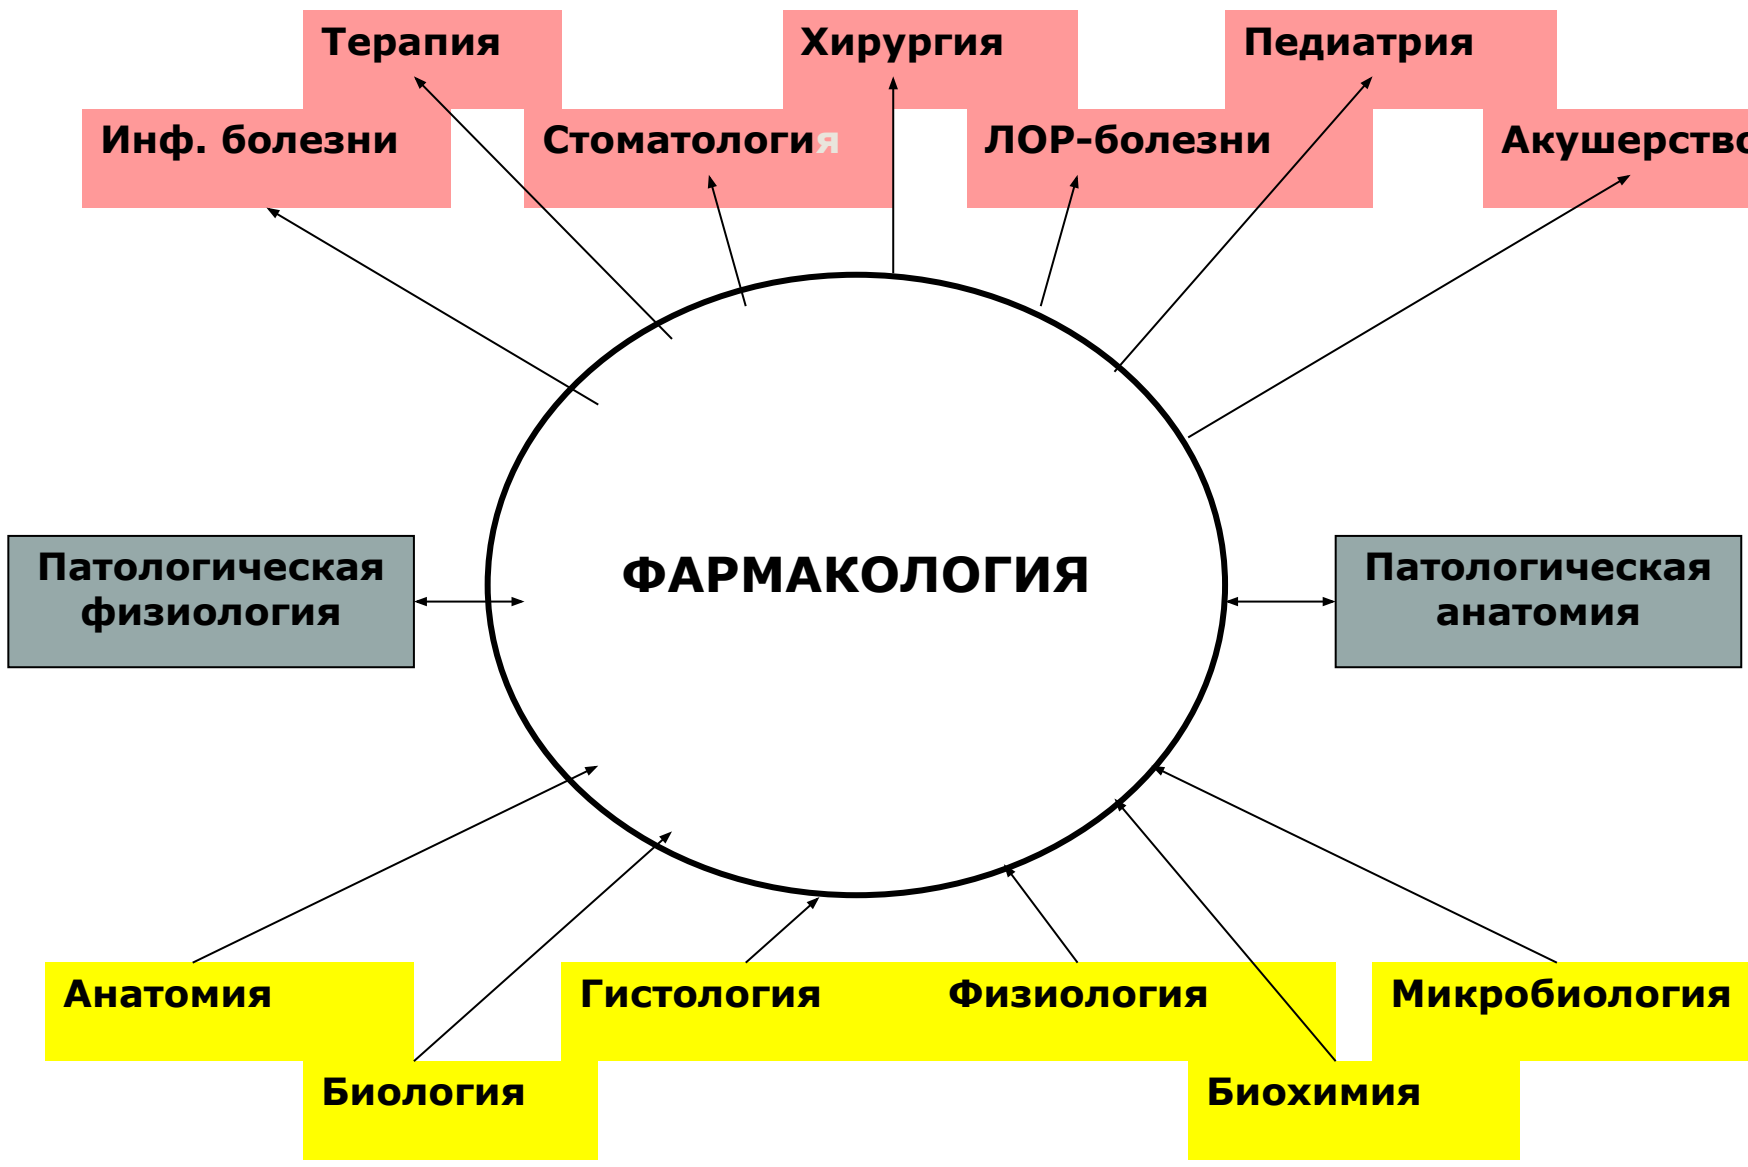 Терапия
Хирургия
Педиатрия
Инф. болезни
Стоматология
ЛОР-болезни
Акушерство
Патологическая
физиология
ФАРМАКОЛОГИЯ
Патологическая
анатомия
Анатомия
Гистология
Физиология
Микробиология
Биология
Биохимия